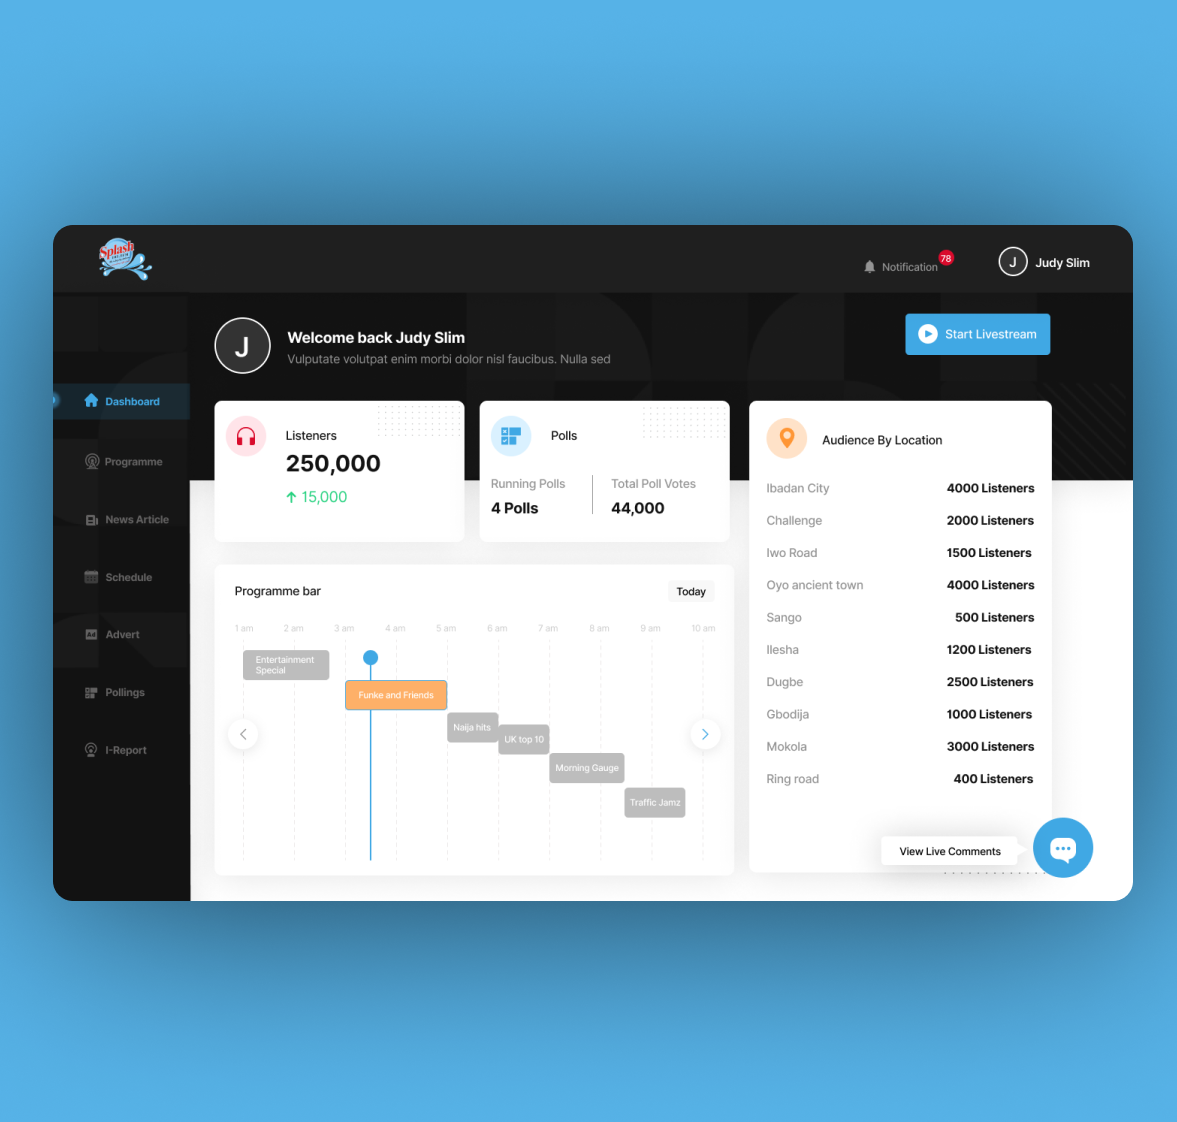 Splash
Notification
78
J
Judy Slim
J
Welcome back Judy Slim
Vulputate volutpat enim morbi dolor nisl faucibus. Nulla sed
Start Livestream
Dashboard
Programme
News Article
Schedule
Ad
Advert
Pollings
I-Report
Listeners
250,000
15,000
Polls
Running Polls
4 Polls
Total Poll Votes
44,000
Audience By Location
Ibadan City 4000 Listeners
Challenge 2000 Listeners
Iwo Road 1500 Listeners
Oyo ancient town 4000 Listeners
Sango 500 Listeners
Ilesha 1200 Listeners
Dugbe 2500 Listeners
Gbodija 1000 Listeners
Mokola 3000 Listeners
Ring road 400 Listeners
Programme bar
Today
1 am 2 am 3 am 4 am 5 am 6 am 7 am 8 am 9 am 10 am
Entertainment
Special
Funke and Friends
Naija hits
UK top 10
Morning Gauge
Traffic Jamz
View Live Comments